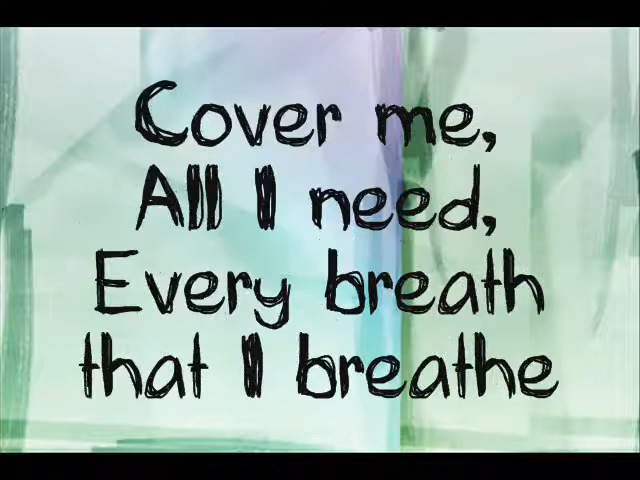 Cover me,
All I need,
Every breath
that I breathe